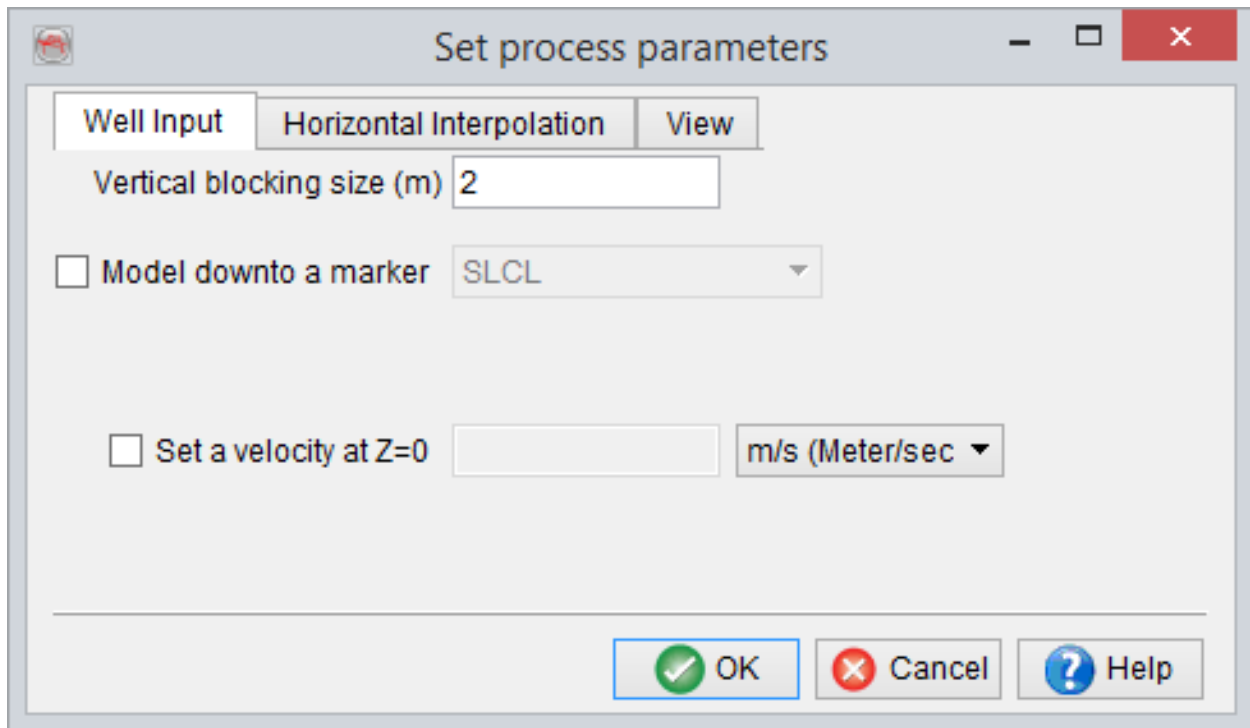 Set process parameters
Well Input Horizontal Interpolation View
Vertical blocking size (m) 2
Model downto a marker SLCL
Set a velocity at Z=0 m/s (Meter/sec
OK Cancel Help